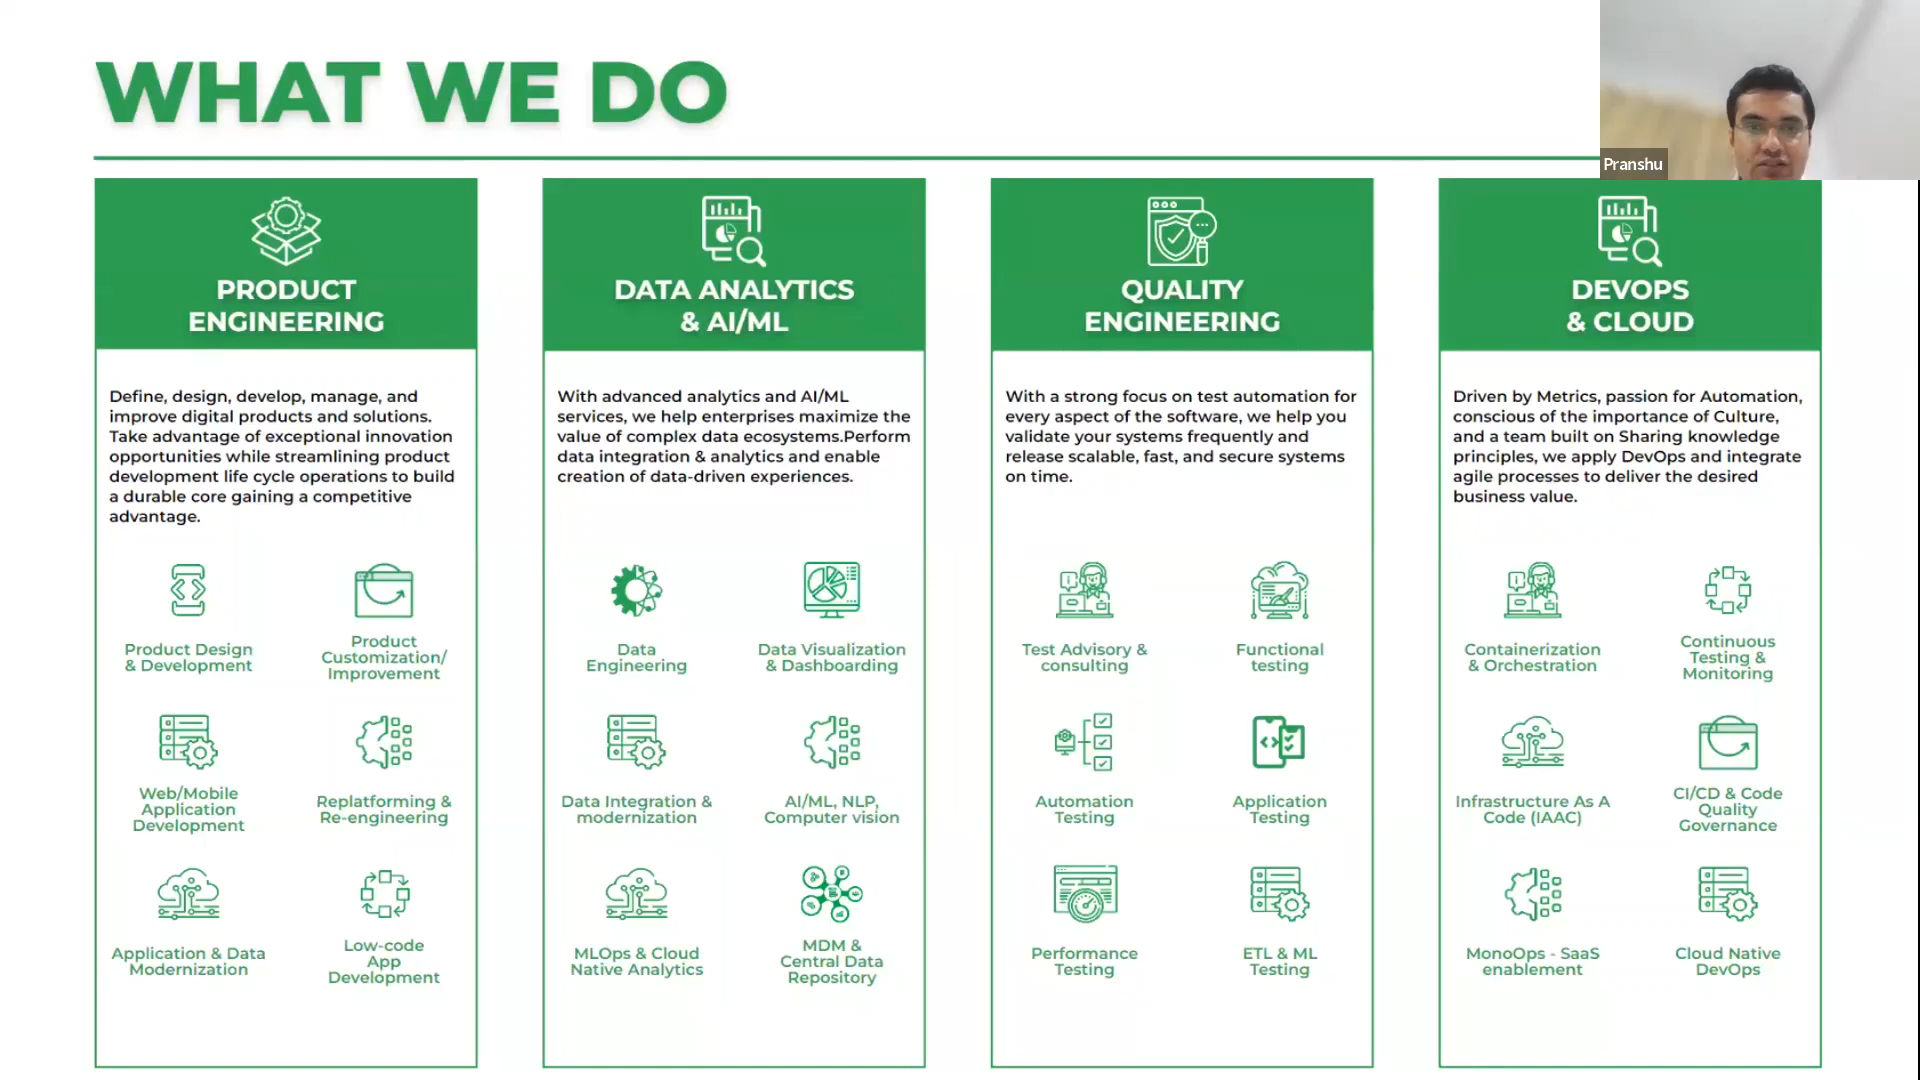 WHAT WE DO
Pranshu
PRODUCT
ENGINEERING
Define, design, develop, manage, and
improve digital products and solutions.
Take advantage of exceptional innovation
opportunities while streamlining product
development life cycle operations to build
a durable core gaining a competitive
advantage.
Product Design
& Development
Product
Customization/
Improvement
Web/Mobile
Application
Development
Replatforming &
Re-engineering
Application & Data
Modernization
Low-code
App
Development
DATA ANALYTICS
& AI/ML
With advanced analytics and AI/ML
services, we help enterprises maximize the
value of complex data ecosystems.Perform
data integration & analytics and enable
creation of data-driven experiences.
Data
Engineering
Data Visualization
& Dashboarding
Data Integration &
modernization
AI/ML, NLP,
Computer vision
MLOps & Cloud
Native Analytics
MDM &
Central Data
Repository
QUALITY
ENGINEERING
With a strong focus on test automation for
every aspect of the software, we help you
validate your systems frequently and
release scalable, fast, and secure systems
on time.
Test Advisory &
consulting
Functional
testing
Automation
Testing
Application
Testing
Performance
Testing
ETL & ML
Testing
DEVOPS
& CLOUD
Driven by Metrics, passion for Automation,
conscious of the importance of Culture,
and a team built on Sharing knowledge
principles, we apply DevOps and integrate
agile processes to deliver the desired
business value.
Containerization
& Orchestration
Continuous
Testing &
Monitoring
Infrastructure As A
Code (IAAC)
CI/CD & Code
Quality
Governance
MonoOps - SaaS
enablement
Cloud Native
DevOps